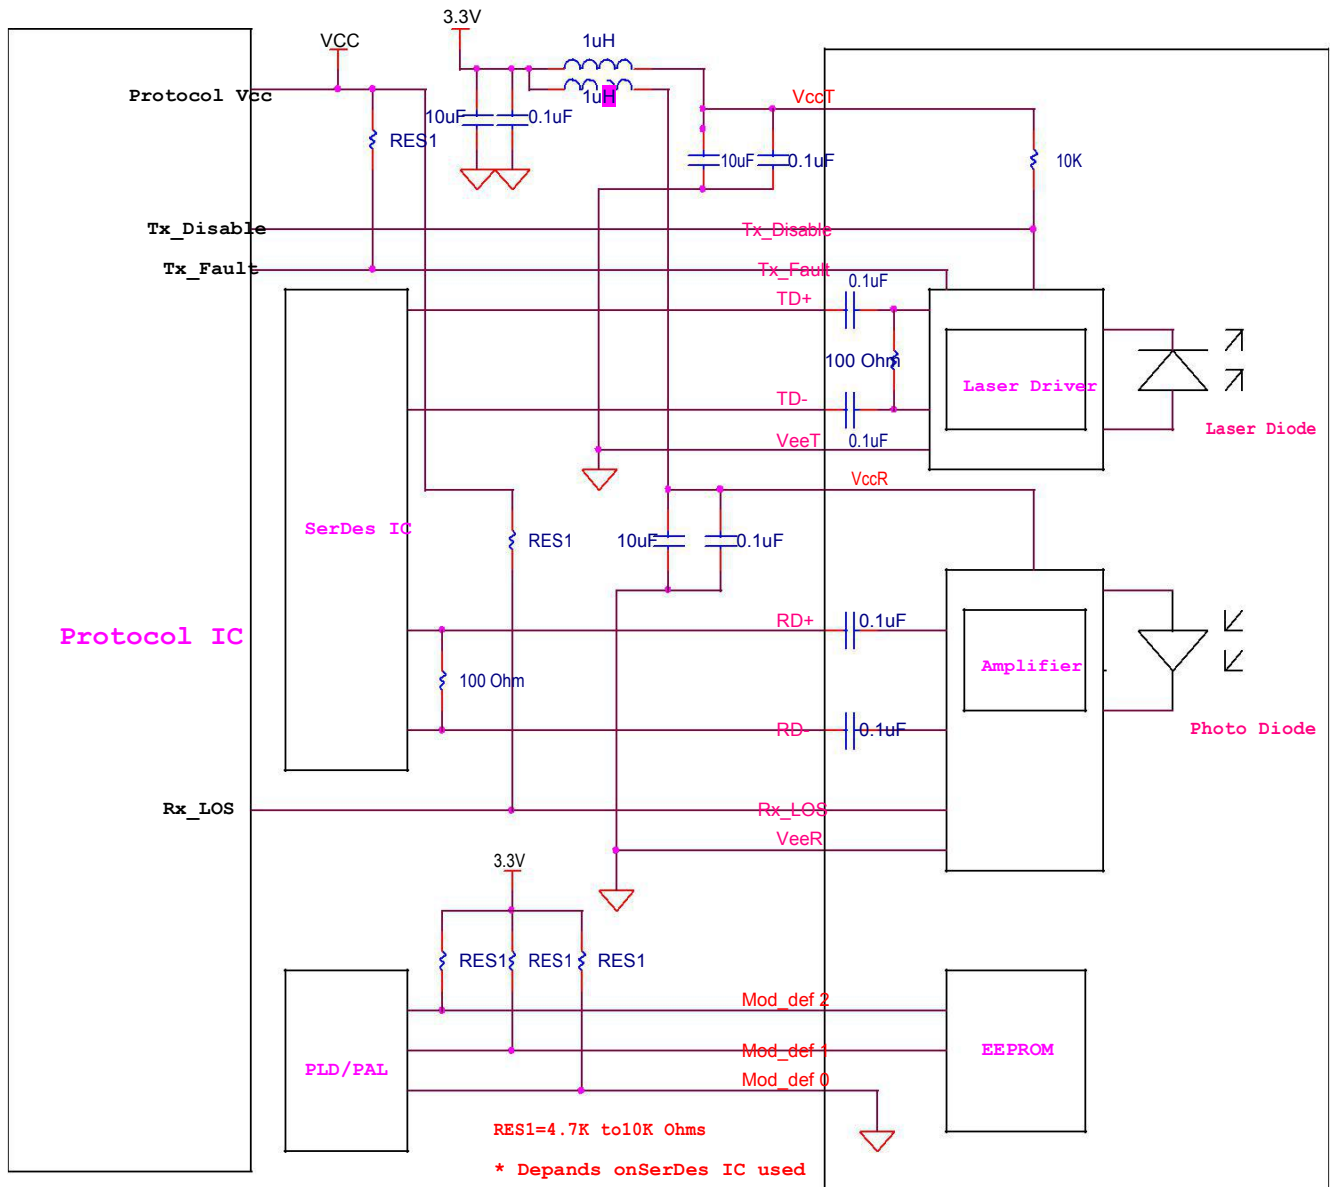 3.3V
1uH
VCC
Protocol Vcc
1uH
VccT
10uF
0.1uF
RES1
10uF
0.1uF
10K
Tx_Disable
Tx_Disable
Tx_Fault
Tx_Fault
0.1uF
TD+
100 Ohm
Laser Driver
TD-
Laser Diode
VeeT
0.1uF
VccR
SerDes IC
RES1
10uF
0.1uF
RD+
0.1uF
Protocol IC
Amplifier
100 Ohm
RD-
0.1uF
Photo Diode
Rx_LOS
Rx_LOS
VeeR
3.3V
RES1
RES1
RES1
Mod_def 2
Mod_def 1
EEPROM
PLD/PAL
Mod_def 0
RES1=4.7K to10K Ohms
* Depands onSerDes IC used